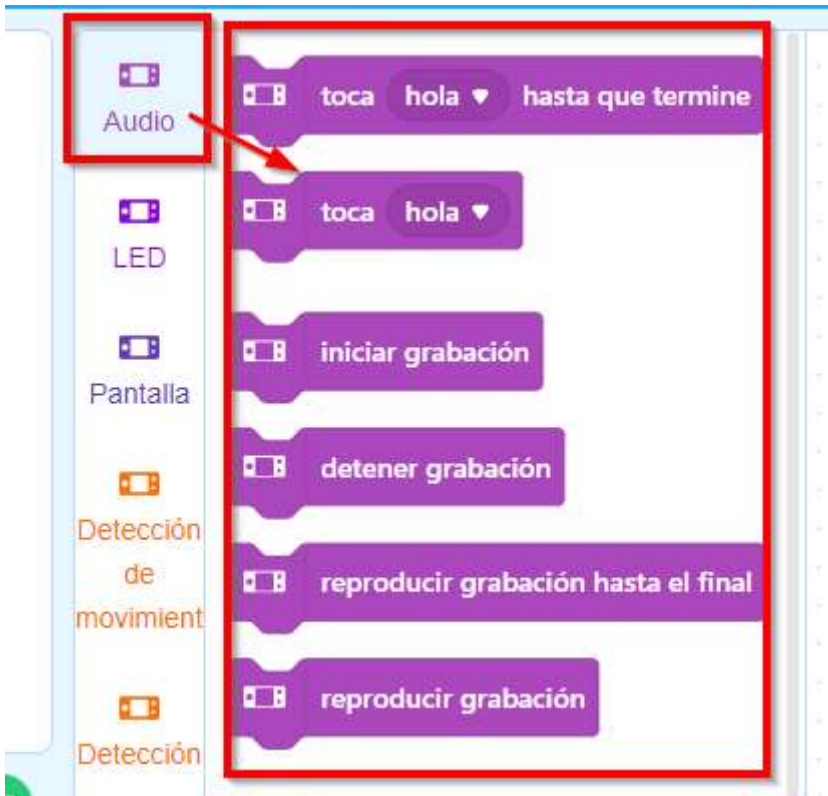 Audio
LED
Pantalla
Detección
de
movimient
Detección
toca hola hasta que termine
toca hola
iniciar grabación
detener grabación
reproducir grabación hasta el final
reproducir grabación